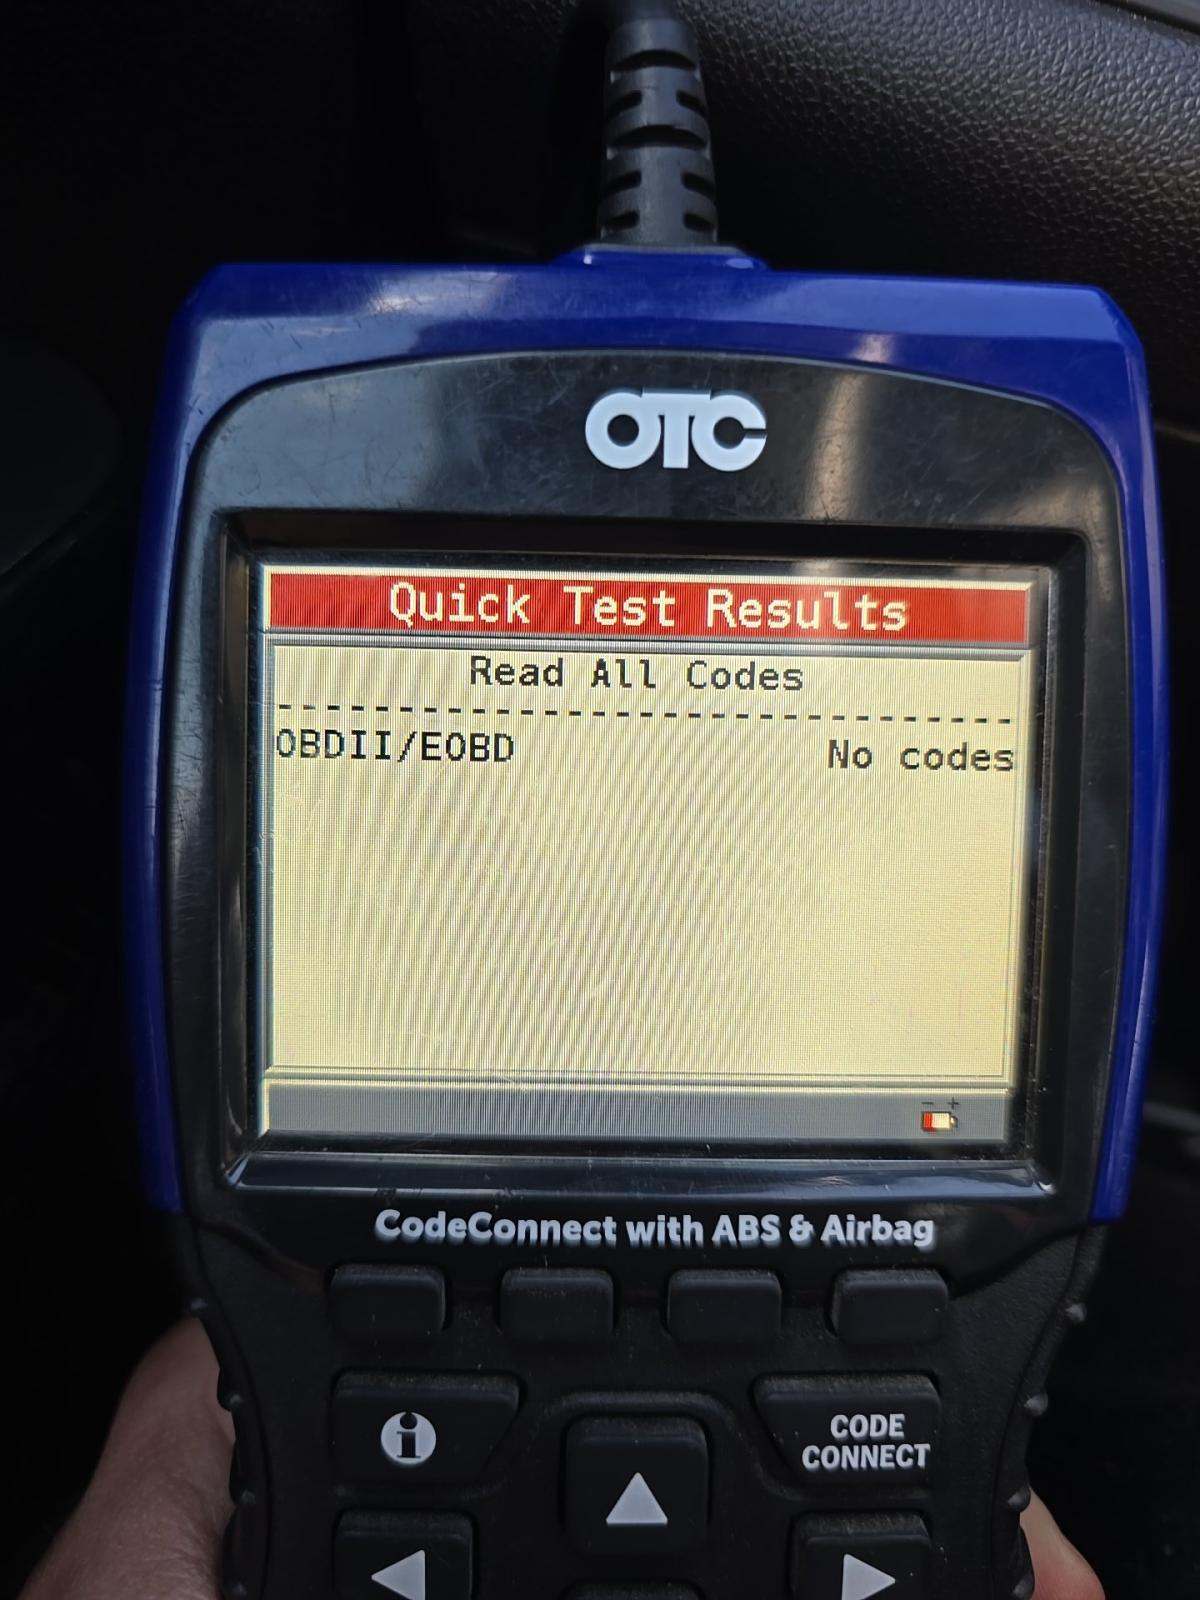 OTC
Quick Test Results
Read All Codes
--------------------------------
OBDII/EOBD No codes
- +
CodeConnect with ABS & Airbag
i
CODE
CONNECT